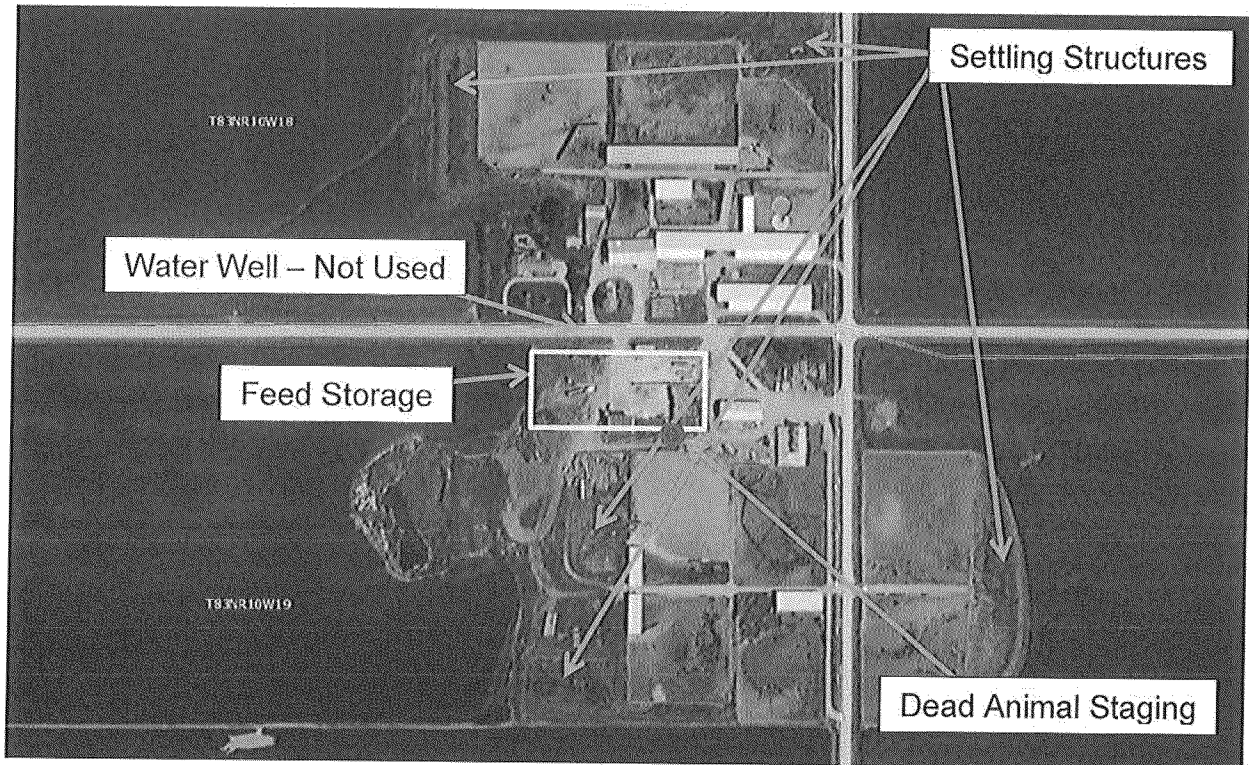 Settling Structures
T83NR10W18
Water Well – Not Used
Feed Storage
T83NR10W19
Dead Animal Staging